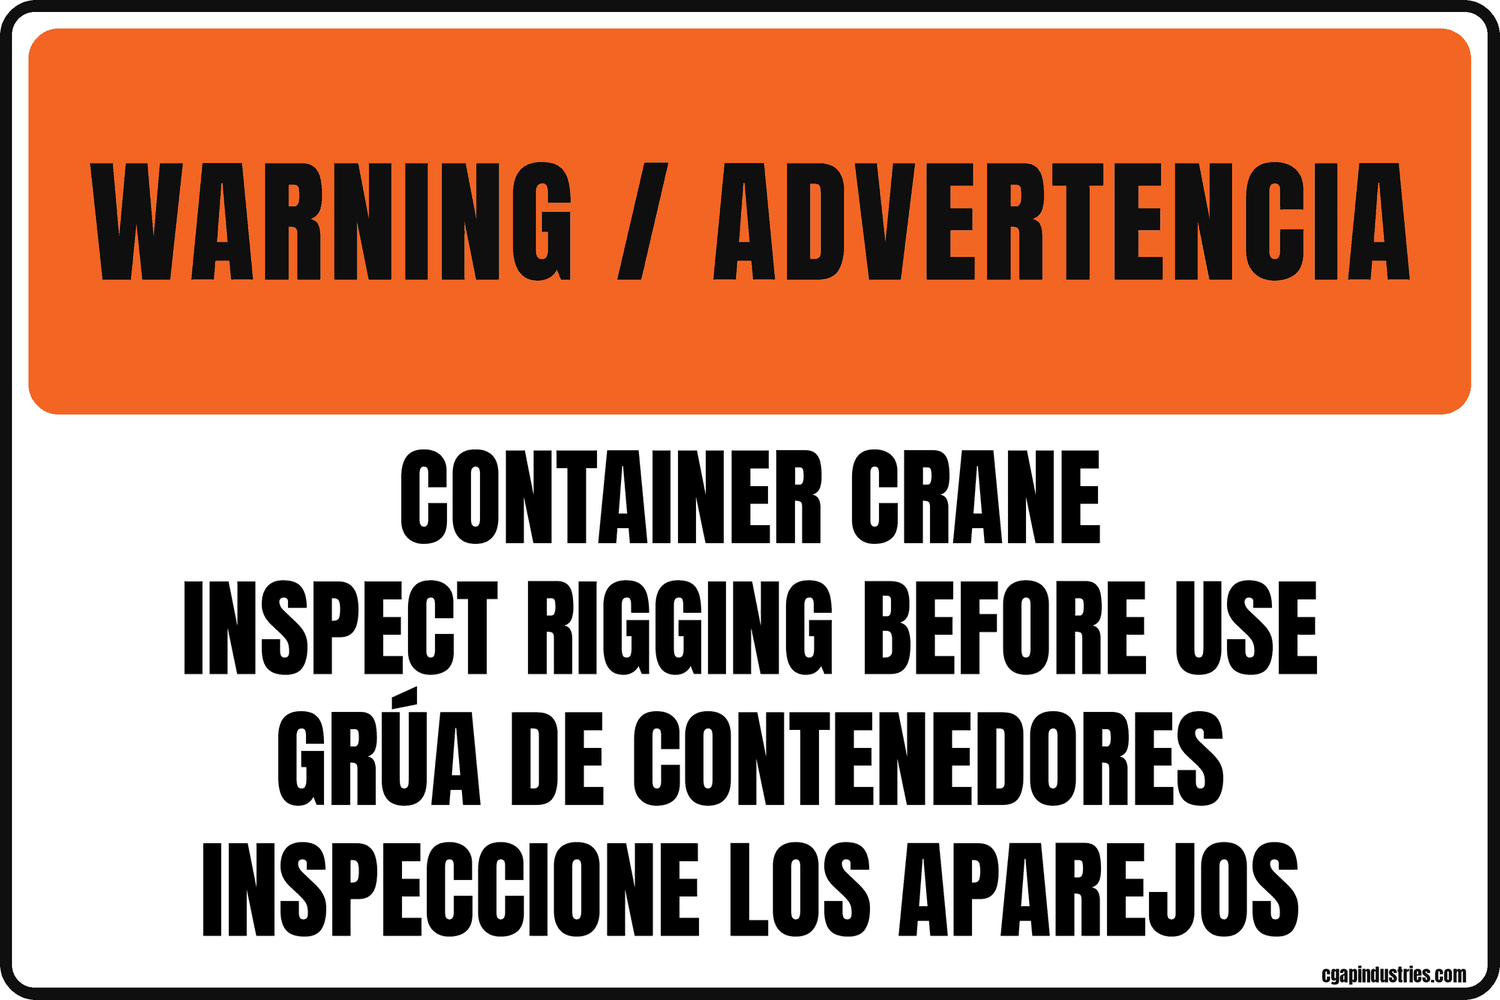 WARNING / ADVERTENCIA
CONTAINER CRANE
INSPECT RIGGING BEFORE USE
GRÚA DE CONTENEDORES
INSPECCIONE LOS APAREJOS
cgapindustries.com